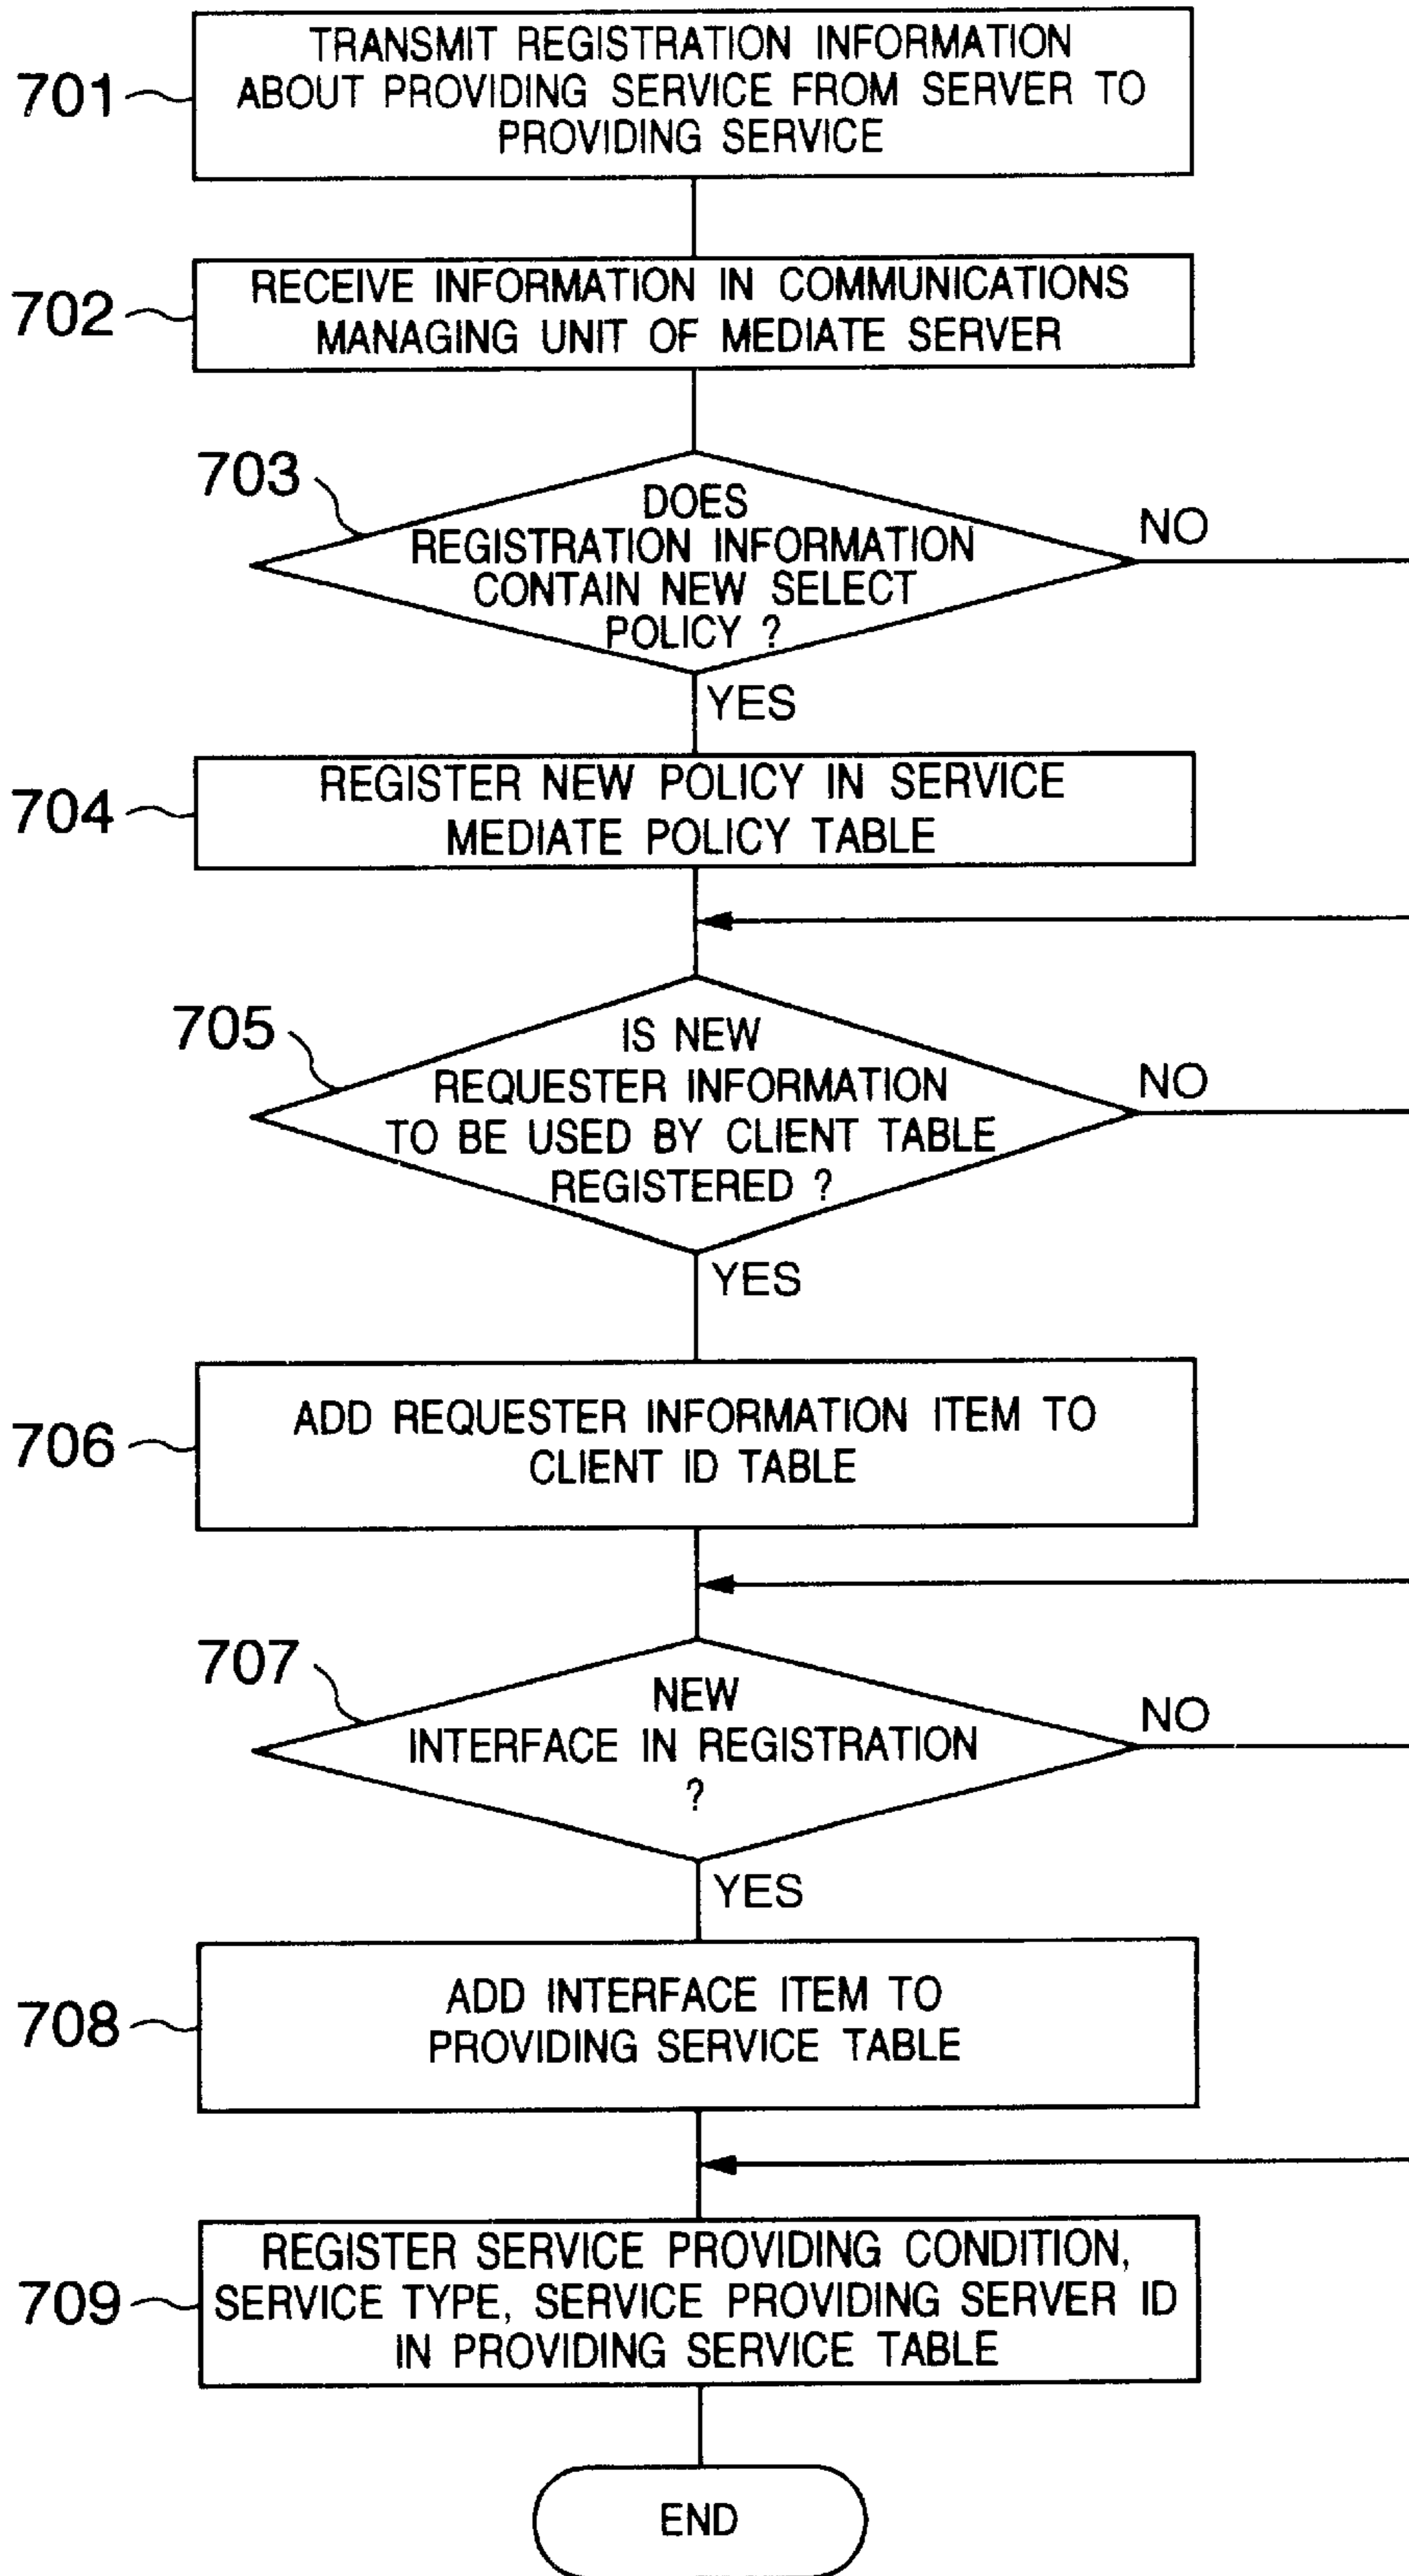 701
TRANSMIT REGISTRATION INFORMATION
ABOUT PROVIDING SERVICE FROM SERVER TO
PROVIDING SERVICE
702
RECEIVE INFORMATION IN COMMUNICATIONS
MANAGING UNIT OF MEDIATE SERVER
703
DOES
REGISTRATION INFORMATION
CONTAIN NEW SELECT
POLICY ?
NO
YES
704
REGISTER NEW POLICY IN SERVICE
MEDIATE POLICY TABLE
705
IS NEW
REQUESTER INFORMATION
TO BE USED BY CLIENT TABLE
REGISTERED ?
NO
YES
706
ADD REQUESTER INFORMATION ITEM TO
CLIENT ID TABLE
707
NEW
INTERFACE IN REGISTRATION
?
NO
YES
708
ADD INTERFACE ITEM TO
PROVIDING SERVICE TABLE
709
REGISTER SERVICE PROVIDING CONDITION,
SERVICE TYPE, SERVICE PROVIDING SERVER ID
IN PROVIDING SERVICE TABLE
END